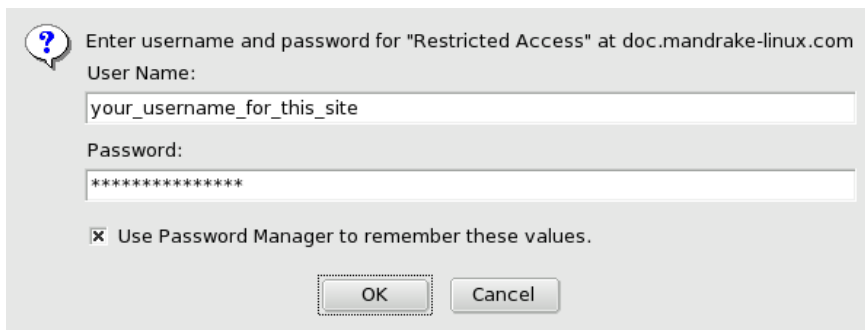 Enter username and password for "Restricted Access" at doc.mandrake-linux.com
User Name:
your_username_for_this_site
Password:
***************
Use Password Manager to remember these values.
OK Cancel